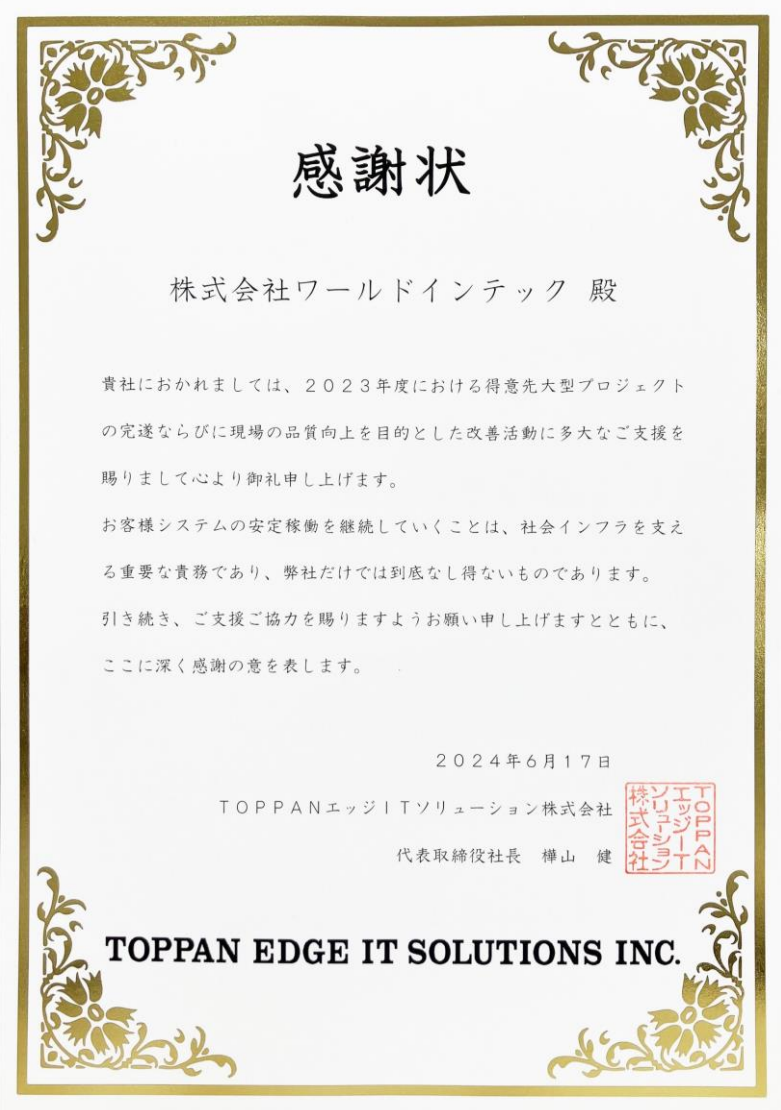 感謝状
株式会社ワールドインテック 殿
貴社におかれましては、２０２３年度における得意先大型プロジェクト
の完遂ならびに現場の品質向上を目的とした改善活動に多大なご支援を
賜りまして心より御礼申し上げます。
お客様システムの安定稼働を継続していくことは、社会インフラを支え
る重要な責務であり、弊社だけでは到底なし得ないものであります。
引き続き、ご支援ご協力を賜りますようお願い申し上げますとともに、
ここに深く感謝の意を表します。
２０２４年６月１７日
ＴＯＰＰＡＮエッジＩＴソリューション株式会社
代表取締役社長 樺山 健
TOPPAN
エッジIT
ソリューション
株式会社
TOPPAN EDGE IT SOLUTIONS INC.